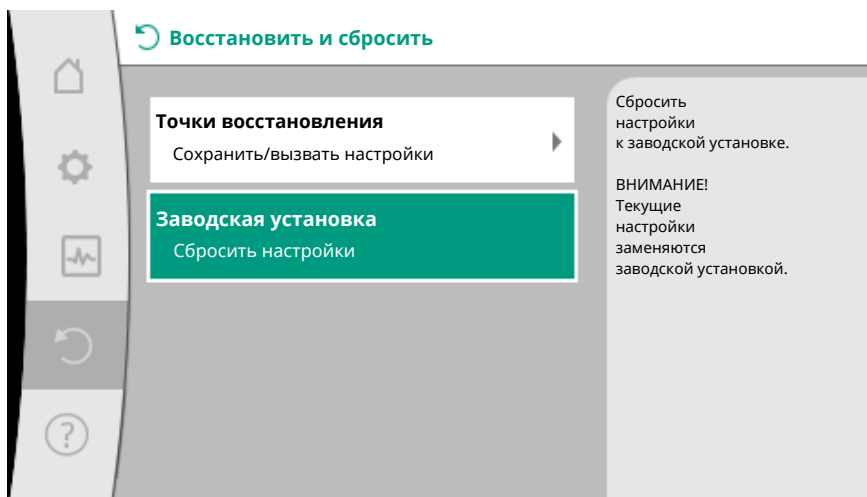 Восстановить и сбросить
Точки восстановления
Сохранить/вызвать настройки
Заводская установка
Сбросить настройки
Сбросить
настройки
к заводской установке.
ВНИМАНИЕ!
Текущие
настройки
заменяются
заводской установкой.
?